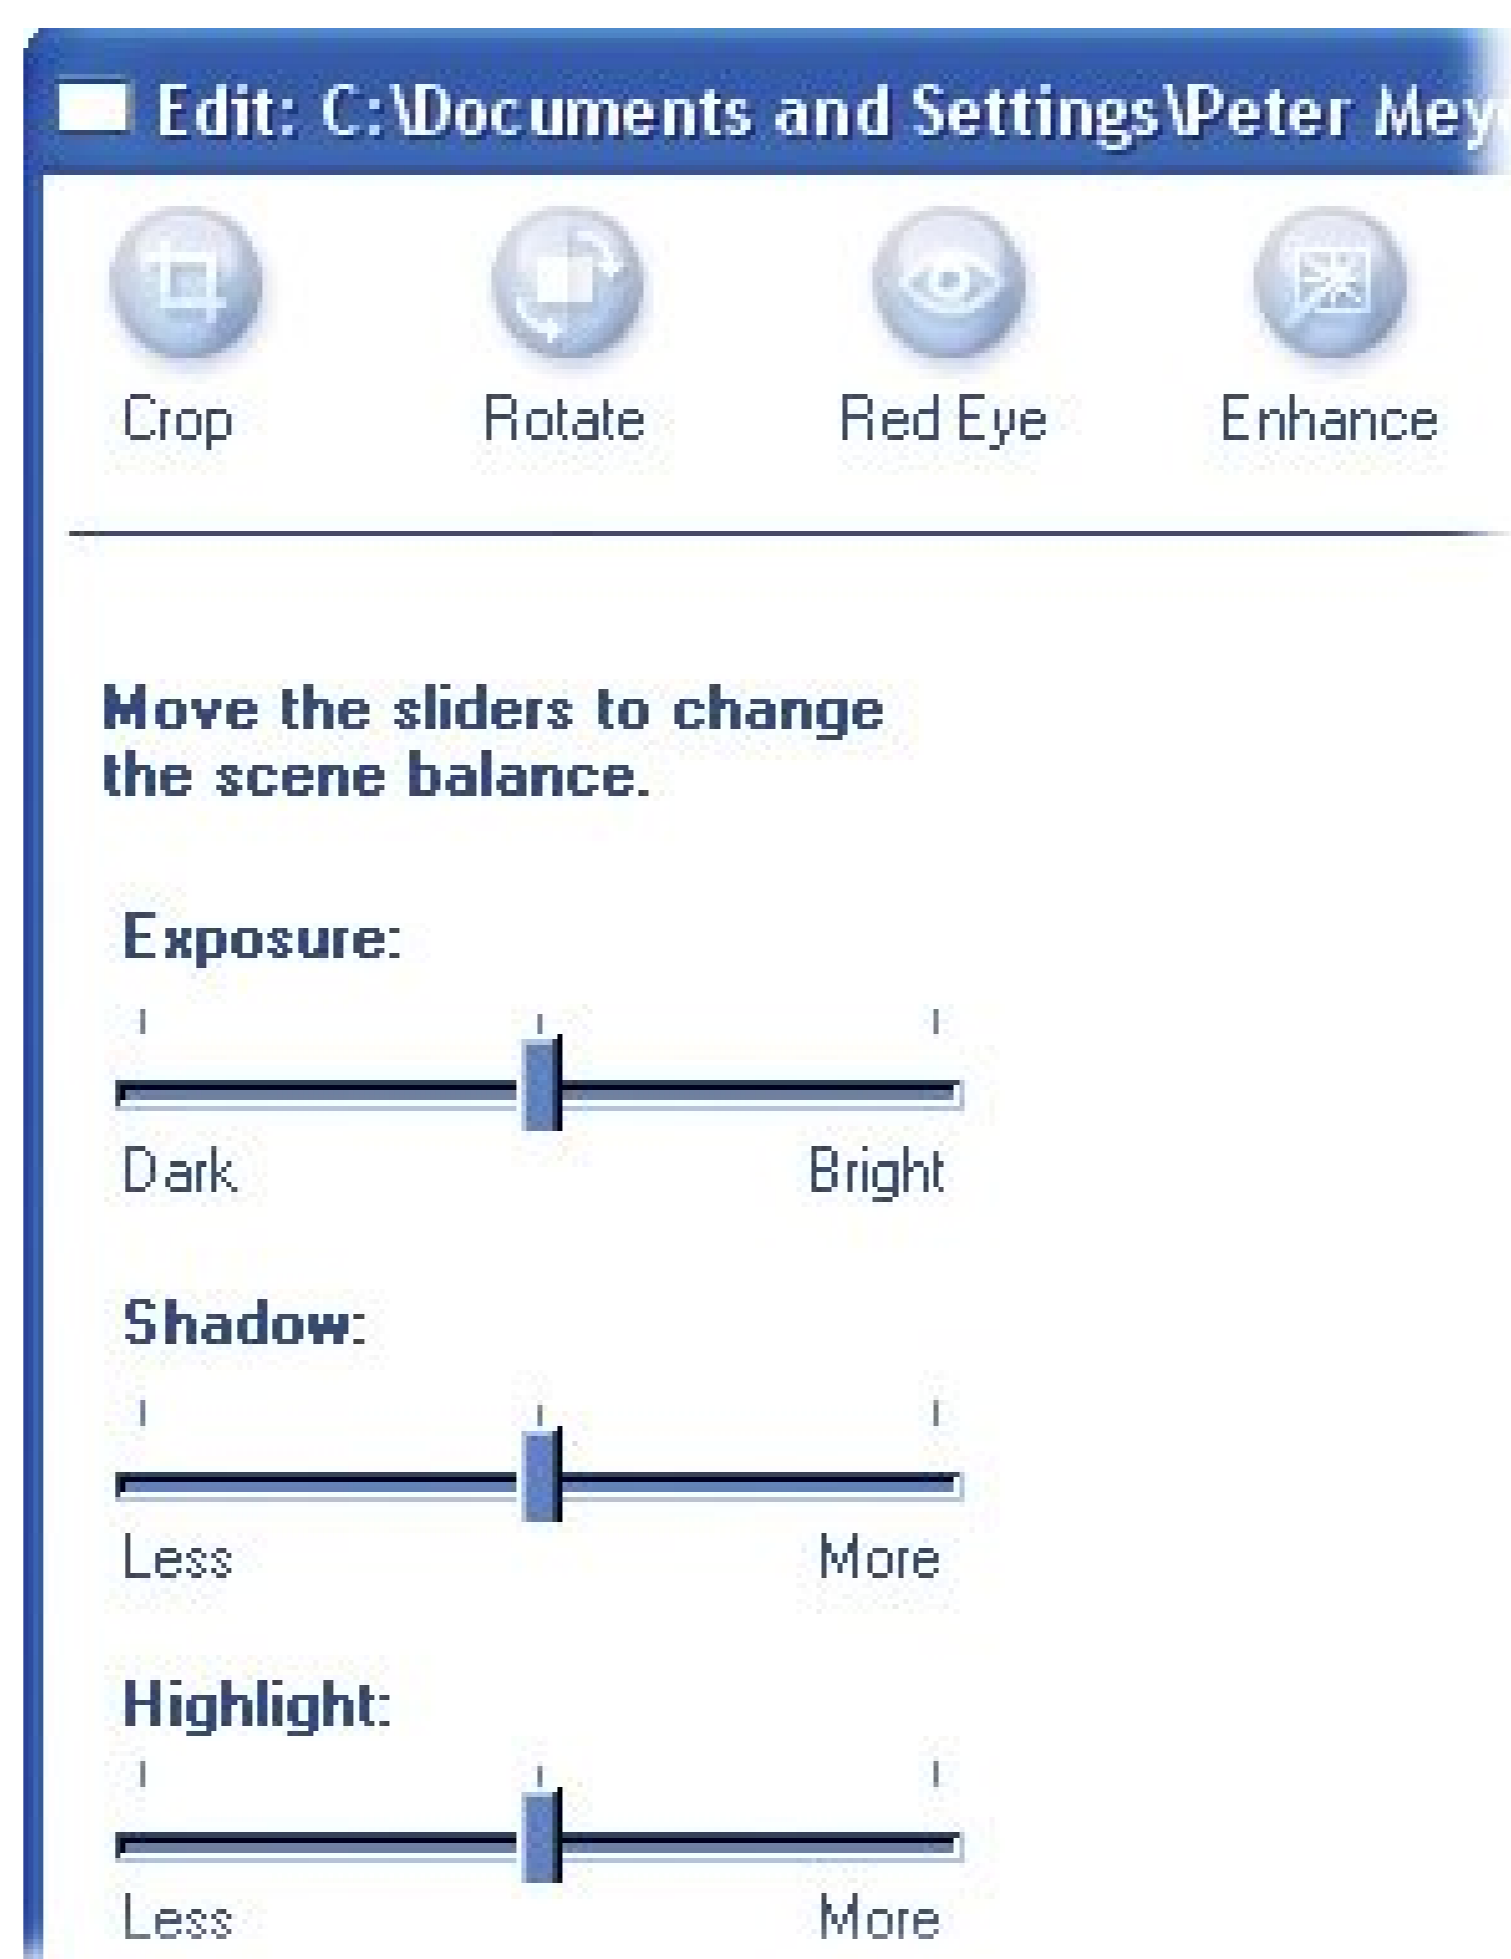 Edit: C:\Documents and Settings\Peter
Crop Rotate Red Eye Enhance
Move the sliders to change
the scene balance.
Exposure:
Dark Bright
Shadow:
Less More
Highlight:
Less More